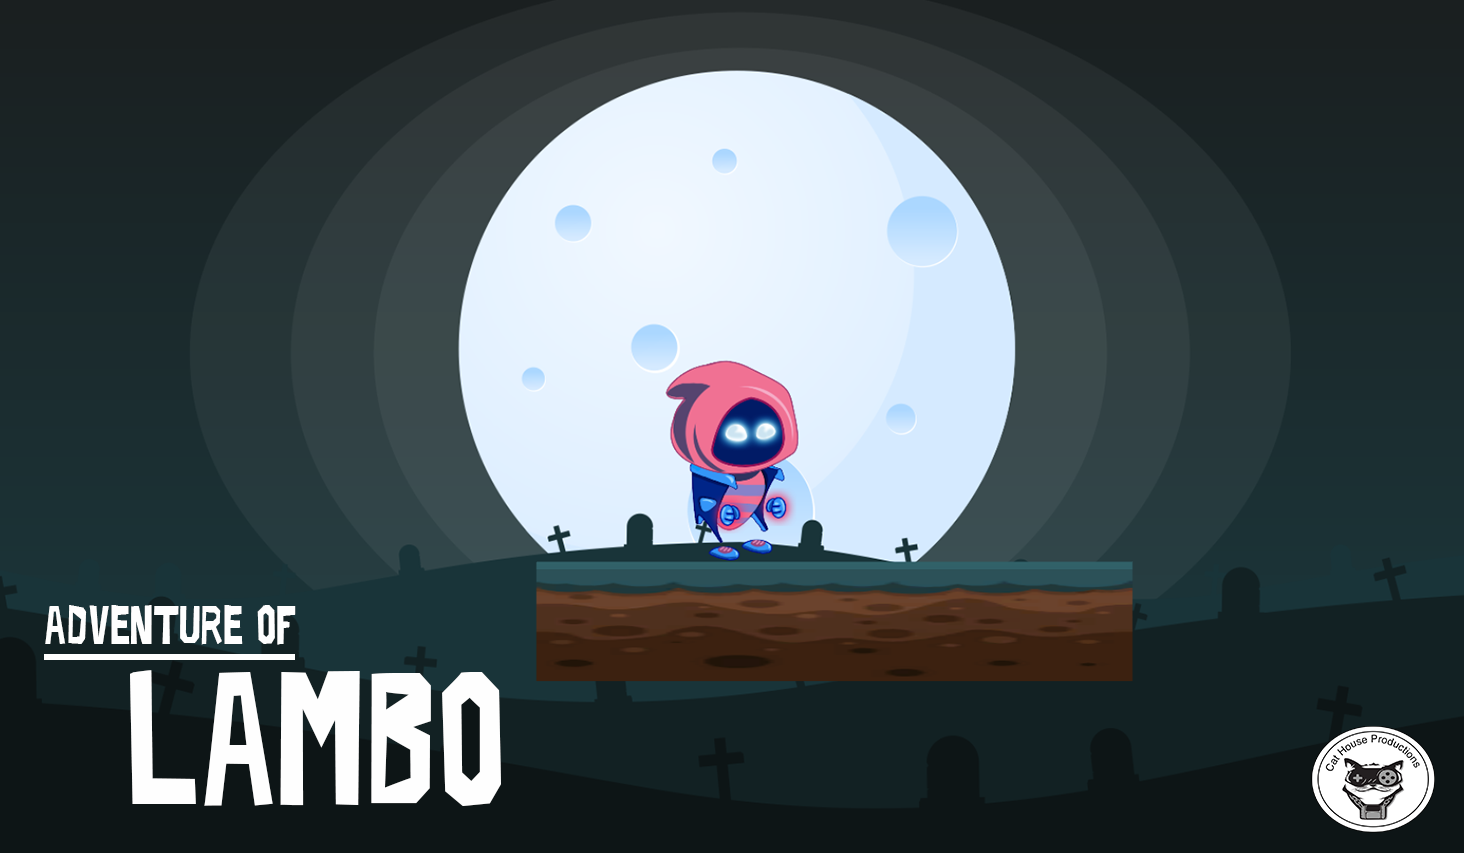 ADVENTURE OF
LAMBO
Cat House Productions